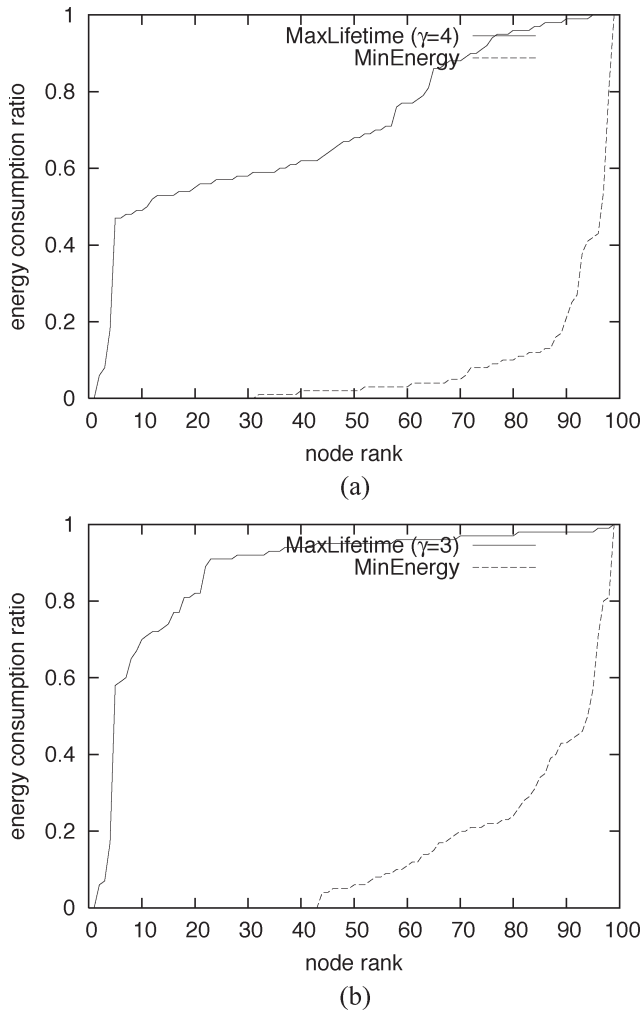 1
0.8
0.6
0.4
0.2
0
energy consumption ratio
MaxLifetime (γ=4)
MinEnergy
0 10 20 30 40 50 60 70 80 90 100
node rank
(a)
1
0.8
0.6
0.4
0.2
0
energy consumption ratio
MaxLifetime (γ=3)
MinEnergy
0 10 20 30 40 50 60 70 80 90 100
node rank
(b)